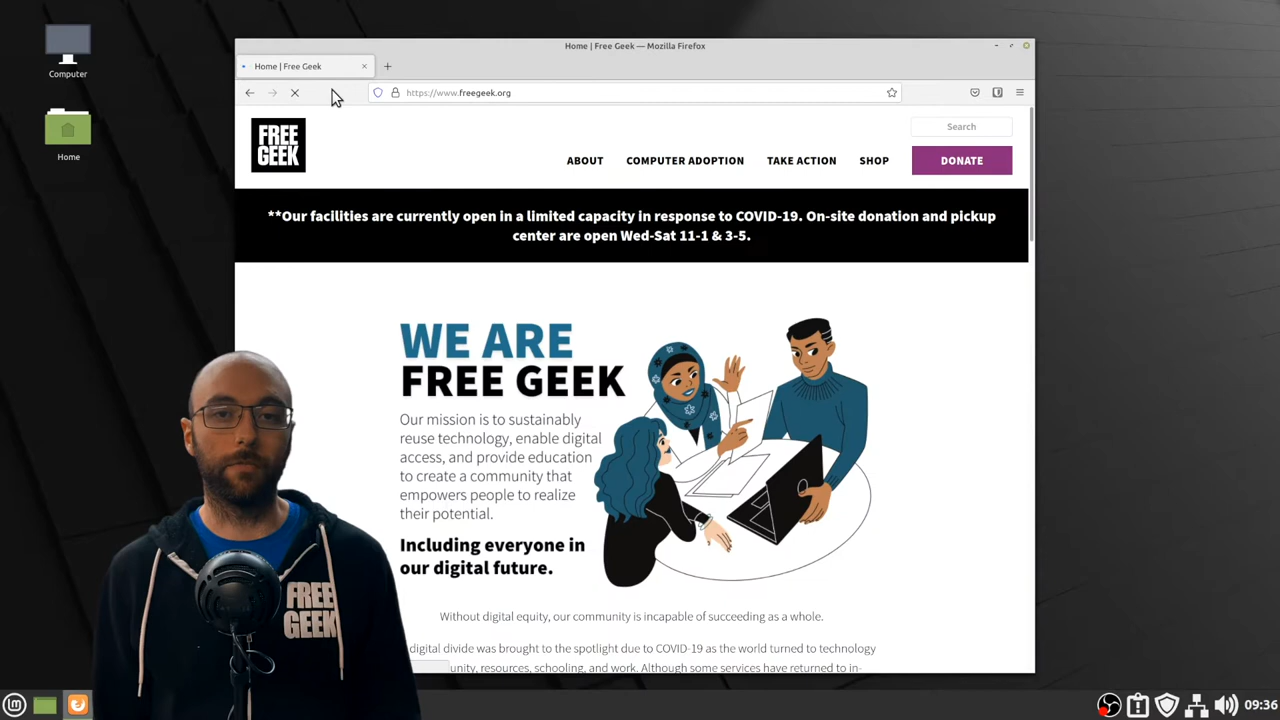 Computer
Home
Home | Free Geek — Mozilla Firefox
Home | Free Geek
https://www.freegeek.org
FREE
GEEK
Search
ABOUT
COMPUTER ADOPTION
TAKE ACTION
SHOP
DONATE
**Our facilities are currently open in a limited capacity in response to COVID-19. On-site donation and pickup
center are open Wed-Sat 11-1 & 3-5.
WE ARE
FREE GEEK
Our mission is to sustainably
reuse technology, enable digital
access, and provide education
to create a community that
empowers people to realize
their potential.
Including everyone in
our digital future.
Without digital equity, our community is incapable of succeeding as a whole.
digital divide was brought to the spotlight due to COVID-19 as the world turned to technology
resources, schooling, and work. Although some services have returned to in-
FREE
GEEK
09:36